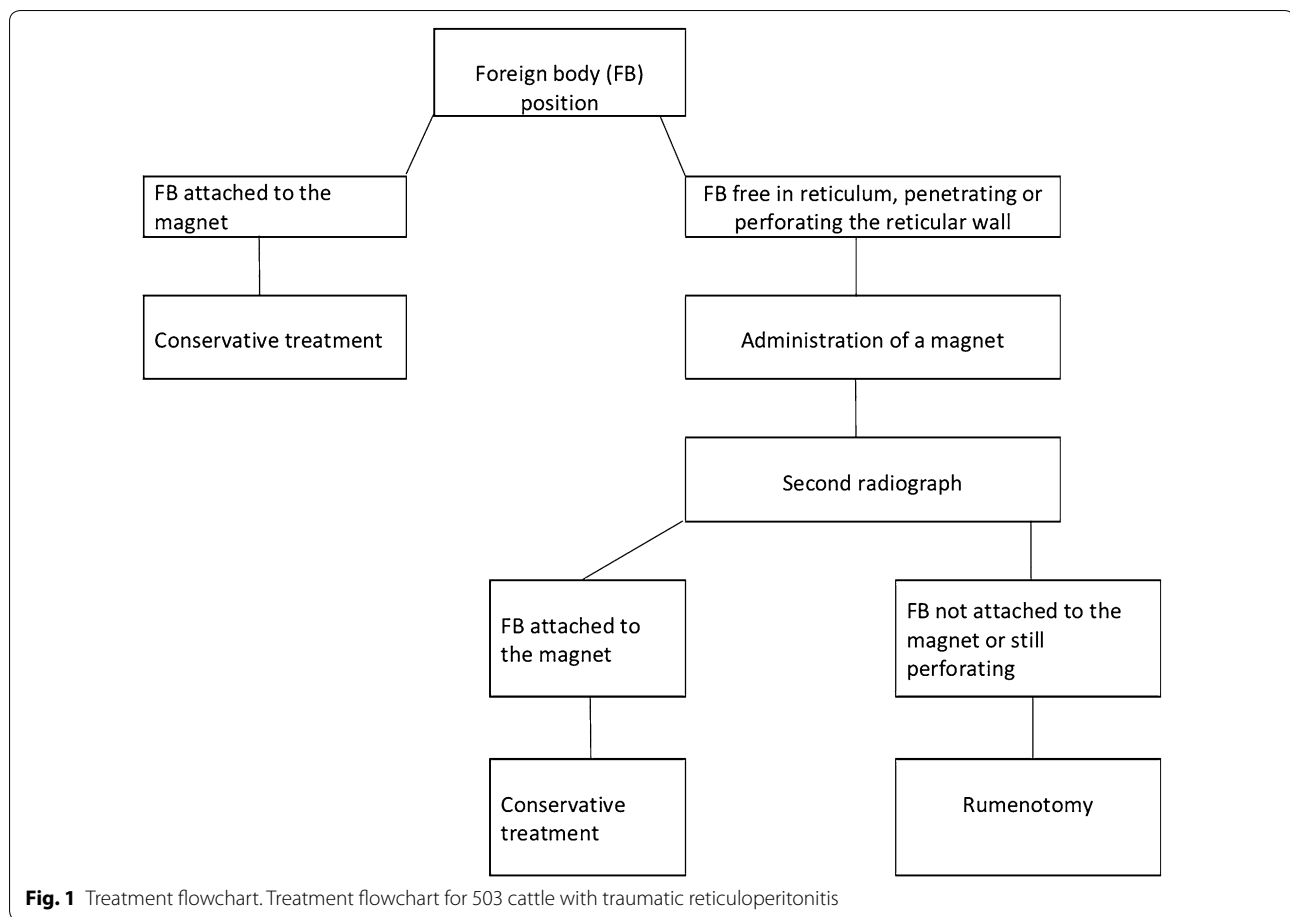 Foreign body (FB)
position
FB attached to the
magnet
FB free in reticulum, penetrating or
perforating the reticular wall
Conservative treatment
Administration of a magnet
Second radiograph
FB attached to
the magnet
FB not attached to the
magnet or still
perforating
Conservative
treatment
Rumenotomy
Fig. 1 Treatment flowchart. Treatment flowchart for 503 cattle with traumatic reticuloperitonitis